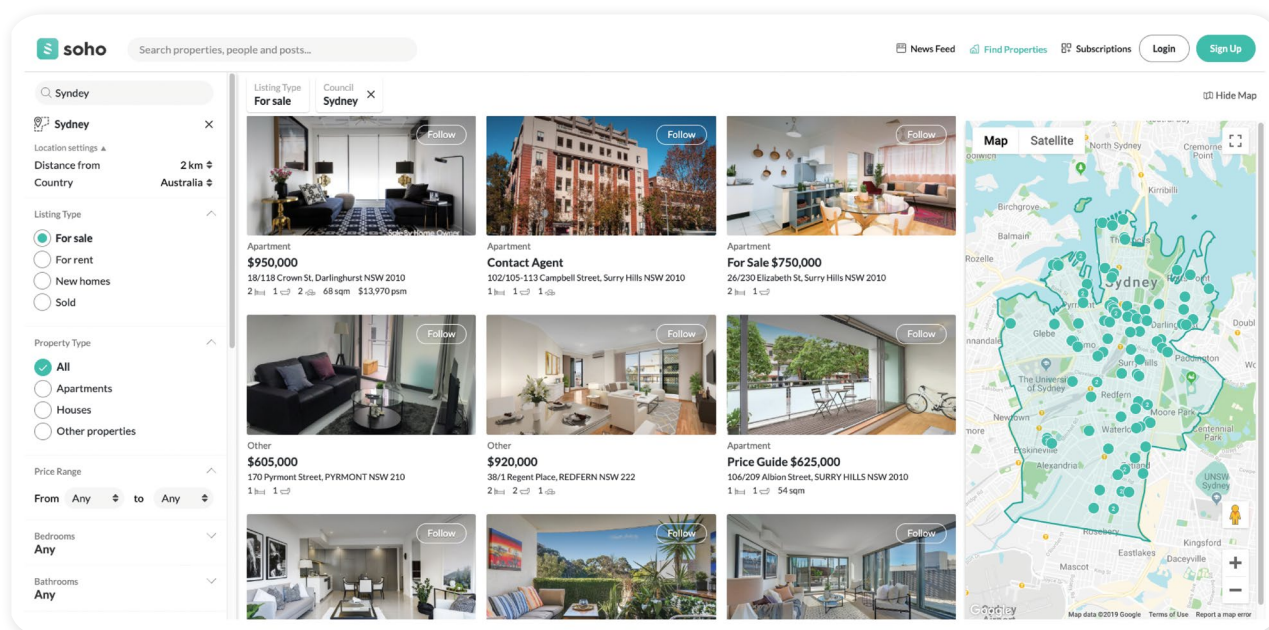 soho
Search properties, people and posts...
News Feed
Find Properties
Subscriptions
Login
Sign Up
Syndey
Sydney
Location settings
Distance from 2 km
Country Australia
Listing Type
For sale
For rent
New homes
Sold
Property Type
All
Apartments
Houses
Other properties
Price Range
From Any to Any
Bedrooms
Any
Bathrooms
Any
Listing Type
For sale
Council
Sydney
Hide Map
Follow
Sale By Home Owner
Apartment
$950,000
18/118 Crown St, Darlinghurst NSW 2010
2 1 2 68 sqm $13,970 psm
Follow
Apartment
Contact Agent
102/105-113 Campbell Street, Surry Hills NSW 2010
1 1 1
Follow
Apartment
For Sale $750,000
26/230 Elizabeth St, Surry Hills NSW 2010
2 1
Follow
Other
$605,000
170 Pyrmont Street, PYRMONT NSW 210
1 1
Follow
Other
$920,000
38/1 Regent Place, REDFERN NSW 222
2 2 1
Follow
Apartment
Price Guide $625,000
106/209 Albion Street, SURRY HILLS NSW 2010
1 1 54 sqm
Follow
Follow
Follow
Map
Satellite
North Sydney
Cremorne
Point
Kirribilli
Birchgrove
Balmain
Rozelle
Sydney
Glebe
Paddington
The University
of Sydney
Redfern
Moore Park
Newtown
Centennial
Park
Erskineville
Alexandria
UNSW
Sydney
Rosebery
Kingsford
Eastlakes
Daceyville
Mascot
Google
Map data ©2019 Google
Terms of Use
Report a map error